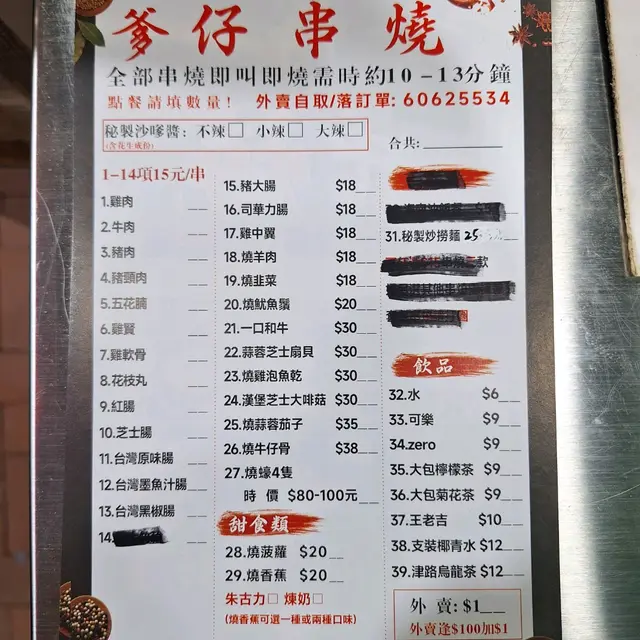 爹仔串燒
全部串燒即叫即燒需時約10-13分鐘
點餐請填數量! 外賣自取/落訂單: 60625534
秘製沙嗲醬: 不辣□ 小辣□ 大辣□
(含花生成份)
合共:
1-14項15元/串
1.雞肉
2.牛肉
3.豬肉
4.豬頸肉
5.五花腩
6.雞腎
7.雞軟骨
8.花枝丸
9.紅腸
10.芝士腸
11.台灣原味腸
12.台灣墨魚汁腸
13.台灣黑椒腸
14.
15.豬大腸 $18
16.司華力腸 $18
17.雞中翼 $18
18.燒羊肉 $18
19.燒韭菜 $18
20.燒魷魚鬚 $20
21.一口和牛 $30
22.蒜蓉芝士扇貝 $30
23.燒雞泡魚乾 $30
24.漢堡芝士大啡菇 $30
25.燒蒜蓉茄子 $35
26.燒牛仔骨 $38
27.燒蠔4隻
時 價 $80-100元
甜食類
28.燒菠蘿 $20
29.燒香蕉 $20
朱古力□ 煉奶□
(燒香蕉可選一種或兩種口味)
31.秘製炒撈麵 25
飲品
32.水 $6
33.可樂 $9
34.zero $9
35.大包檸檬茶 $9
36.大包菊花茶 $9
37.王老吉 $10
38.支裝椰青水 $12
39.津路烏龍茶 $12
外 賣: $1
外賣逢$100加$1